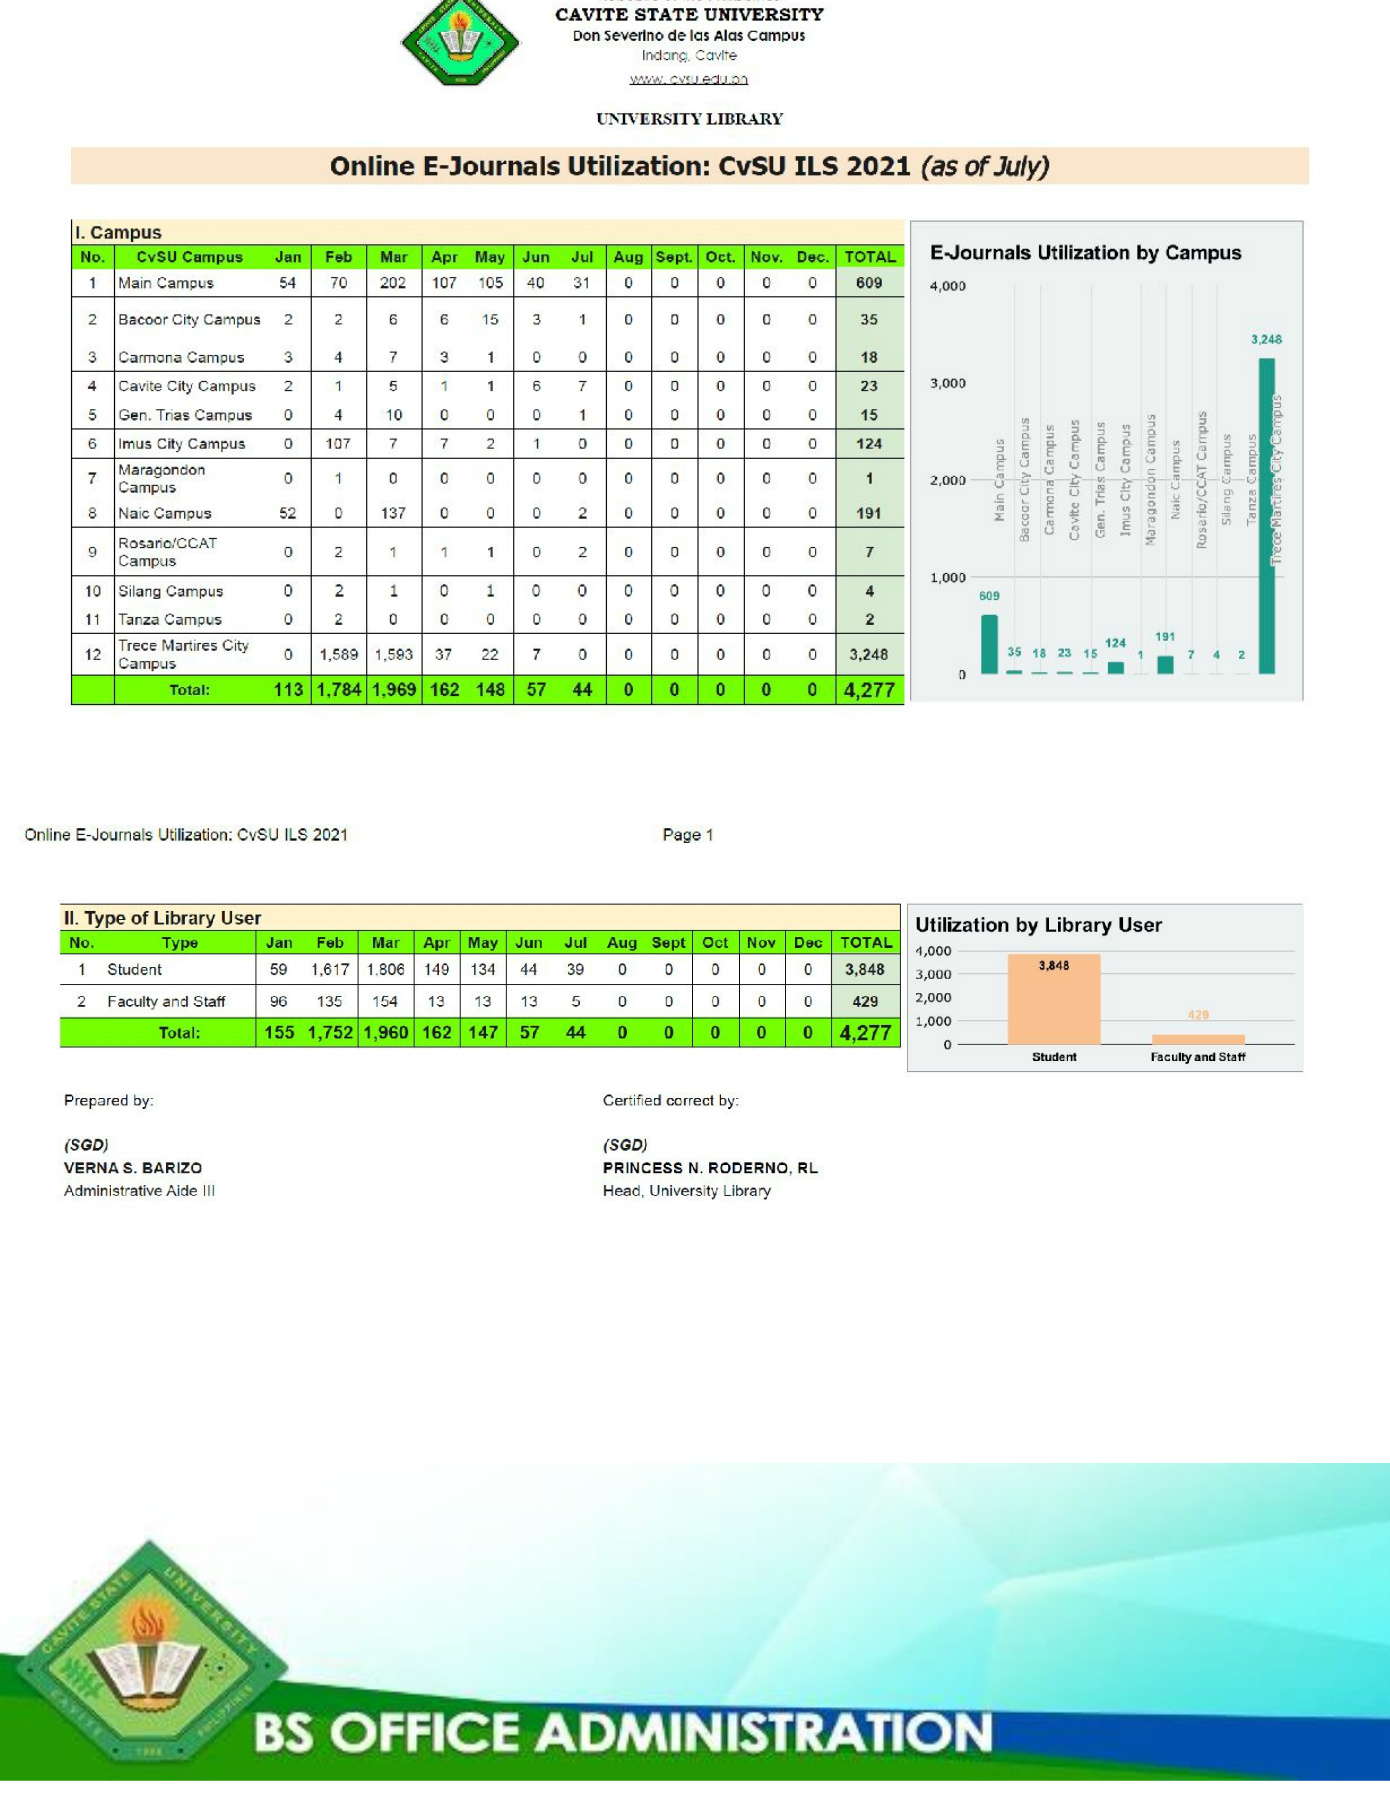 CAVITE STATE UNIVERSITY
Don Severino de las Alas Campus
Indang, Cavite
www. cvsu.edu.ph
UNIVERSITY LIBRARY
Online E-Journals Utilization: CvSU ILS 2021 (as of July)
I. Campus
No. CvSU Campus Jan Feb Mar Apr May Jun Jul Aug Sept. Oct. Nov. Dec. TOTAL
1 Main Campus 54 70 202 107 105 40 31 0 0 0 0 0 609
2 Bacoor City Campus 2 2 6 6 15 3 1 0 0 0 0 0 35
3 Carmona Campus 3 4 7 3 1 0 0 0 0 0 0 0 18
4 Cavite City Campus 2 1 5 1 1 6 7 0 0 0 0 0 23
5 Gen. Trias Campus 0 4 10 0 0 0 1 0 0 0 0 0 15
6 Imus City Campus 0 107 7 7 2 1 0 0 0 0 0 0 124
7 Maragondon Campus 0 1 0 0 0 0 0 0 0 0 0 0 1
8 Naic Campus 52 0 137 0 0 0 2 0 0 0 0 0 191
9 Rosario/CCAT Campus 0 2 1 1 1 0 2 0 0 0 0 0 7
10 Silang Campus 0 2 1 0 1 0 0 0 0 0 0 0 4
11 Tanza Campus 0 2 0 0 0 0 0 0 0 0 0 0 2
12 Trece Martires City Campus 0 1,589 1,593 37 22 7 0 0 0 0 0 0 3,248
Total: 113 1,784 1,969 162 148 57 44 0 0 0 0 0 4,277
E-Journals Utilization by Campus
4,000
3,000
2,000
1,000
0
609 35 18 23 15 124 1 191 7 4 2 3,248
Main Campus
Bacoor City Campus
Carmona Campus
Cavite City Campus
Gen. Trias Campus
Imus City Campus
Maragondon Campus
Naic Campus
Rosario/CCAT Campus
Silang Campus
Tanza Campus
Trece Martires City Campus
Online E-Journals Utilization: CvSU ILS 2021 Page 1
II. Type of Library User
No. Type Jan Feb Mar Apr May Jun Jul Aug Sept Oct Nov Dec TOTAL
1 Student 59 1,617 1,806 149 134 44 39 0 0 0 0 0 3,848
2 Faculty and Staff 96 135 154 13 13 13 5 0 0 0 0 0 429
Total: 155 1,752 1,960 162 147 57 44 0 0 0 0 0 4,277
Utilization by Library User
4,000
3,000
2,000
1,000
0
3,848 429
Student Faculty and Staff
Prepared by: Certified correct by:
(SGD) (SGD)
VERNA S. BARIZO PRINCESS N. RODERNO, RL
Administrative Aide III Head, University Library
CAVITE STATE UNIVERSITY
CAVITE PHILIPPINES
BS OFFICE ADMINISTRATION